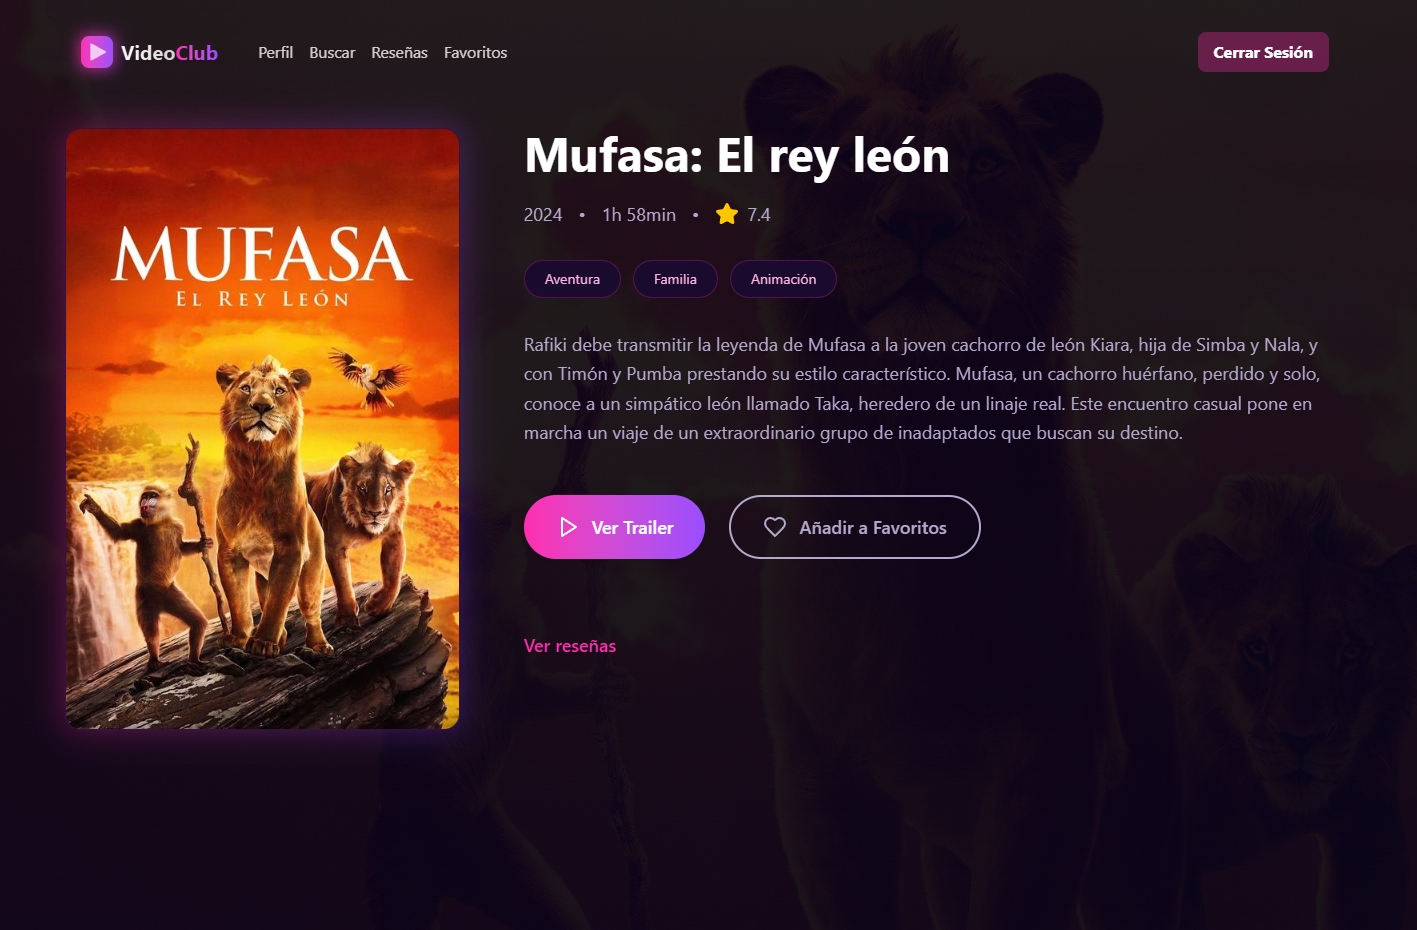 VideoClub
Perfil
Buscar
Reseñas
Favoritos
Cerrar Sesión
MUFASA
EL REY LEÓN
Mufasa: El rey león
2024 • 1h 58min • 7.4
Aventura
Familia
Animación
Rafiki debe transmitir la leyenda de Mufasa a la joven cachorro de león Kiara, hija de Simba y Nala, y
con Timón y Pumba prestando su estilo característico. Mufasa, un cachorro huérfano, perdido y solo,
conoce a un simpático león llamado Taka, heredero de un linaje real. Este encuentro casual pone en
marcha un viaje de un extraordinario grupo de inadaptados que buscan su destino.
Ver Trailer
Añadir a Favoritos
Ver reseñas